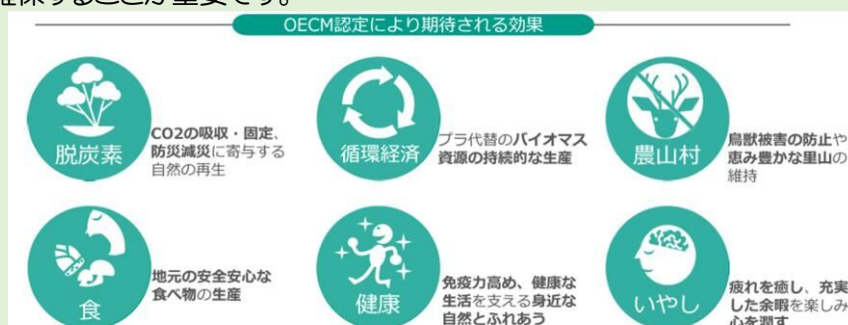 確保することが重要です。
OECM認定により期待される効果
脱炭素
CO2の吸収・固定、
防災減災に寄与する
自然の再生
循環経済
プラ代替のバイオマス
資源の持続的な生産
農山村
鳥獣被害の防止や
恵み豊かな里山の
維持
食
地元の安全安心な
食べ物の生産
健康
免疫力高め、健康な
生活を支える身近な
自然とふれあう
いやし
疲れを癒し、充実
した余暇を楽しみ
心を潤す